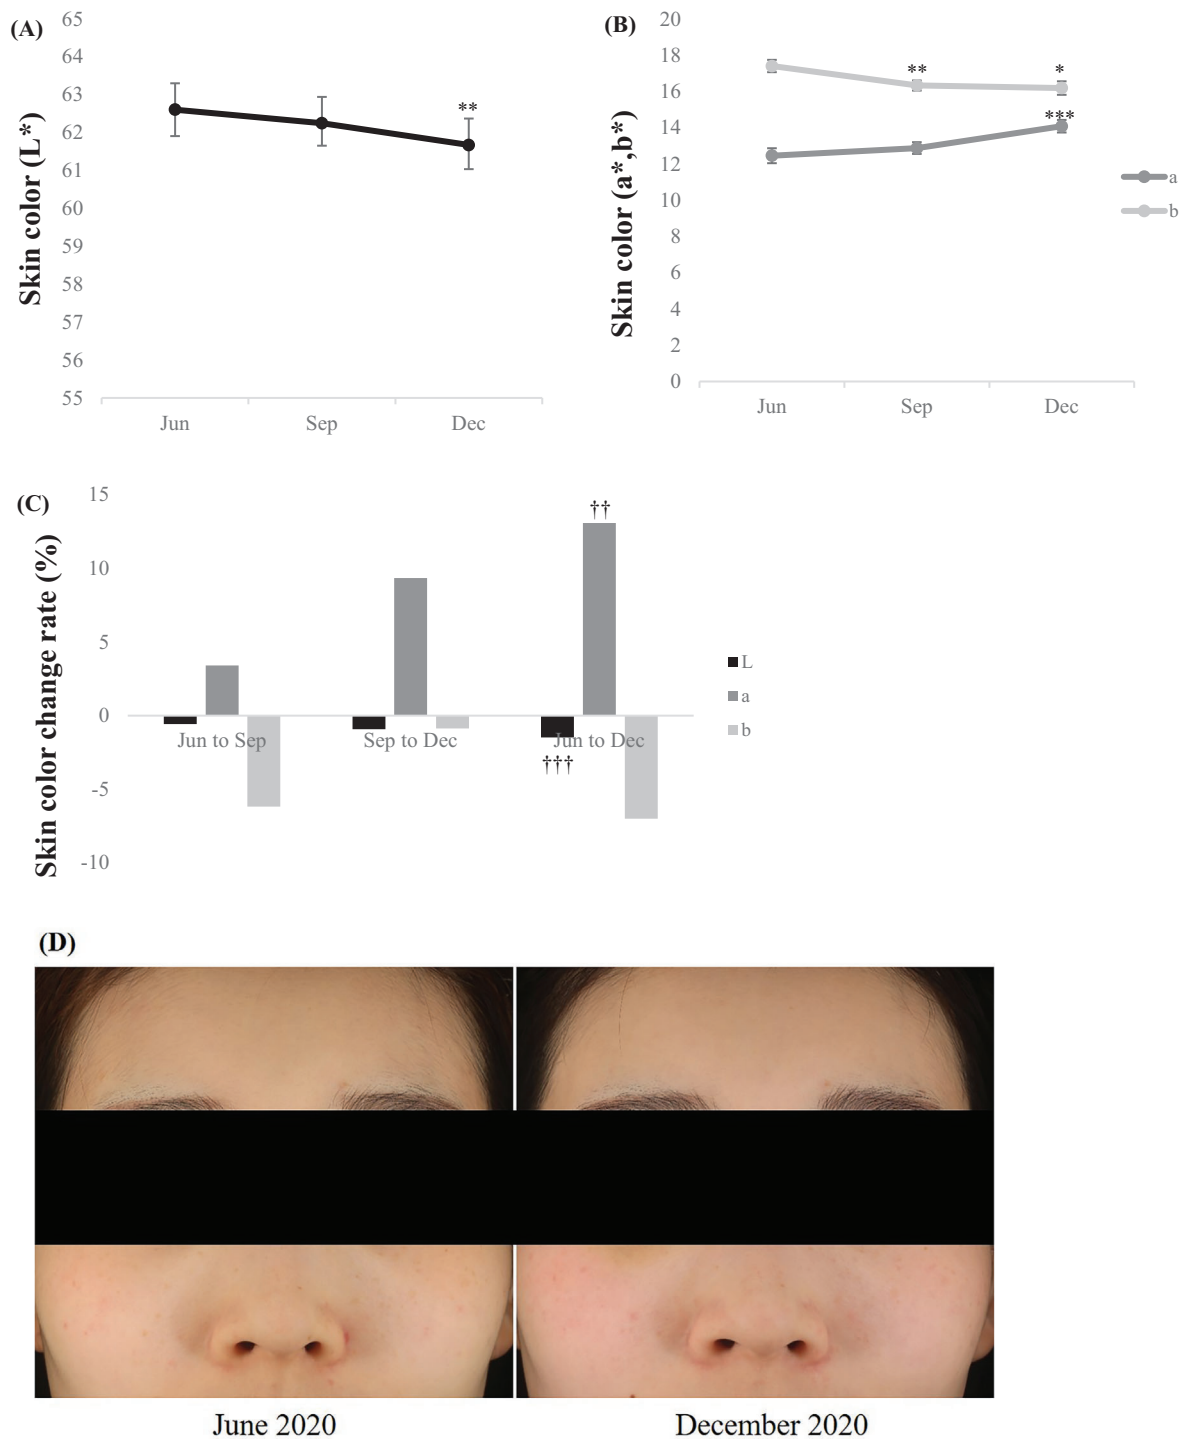 (A)
65
64
63
62
61
60
59
58
57
56
55
Skin color (L*)
**
Jun Sep Dec
(B)
20
18
16
14
12
10
8
6
4
2
0
Skin color (a*,b*)
** *
***
Jun Sep Dec
a
b
(C)
15
10
5
0
-5
-10
Skin color change rate (%)
††
Jun to Sep Sep to Dec Jun to Dec
†††
L
a
b
(D)
June 2020 December 2020